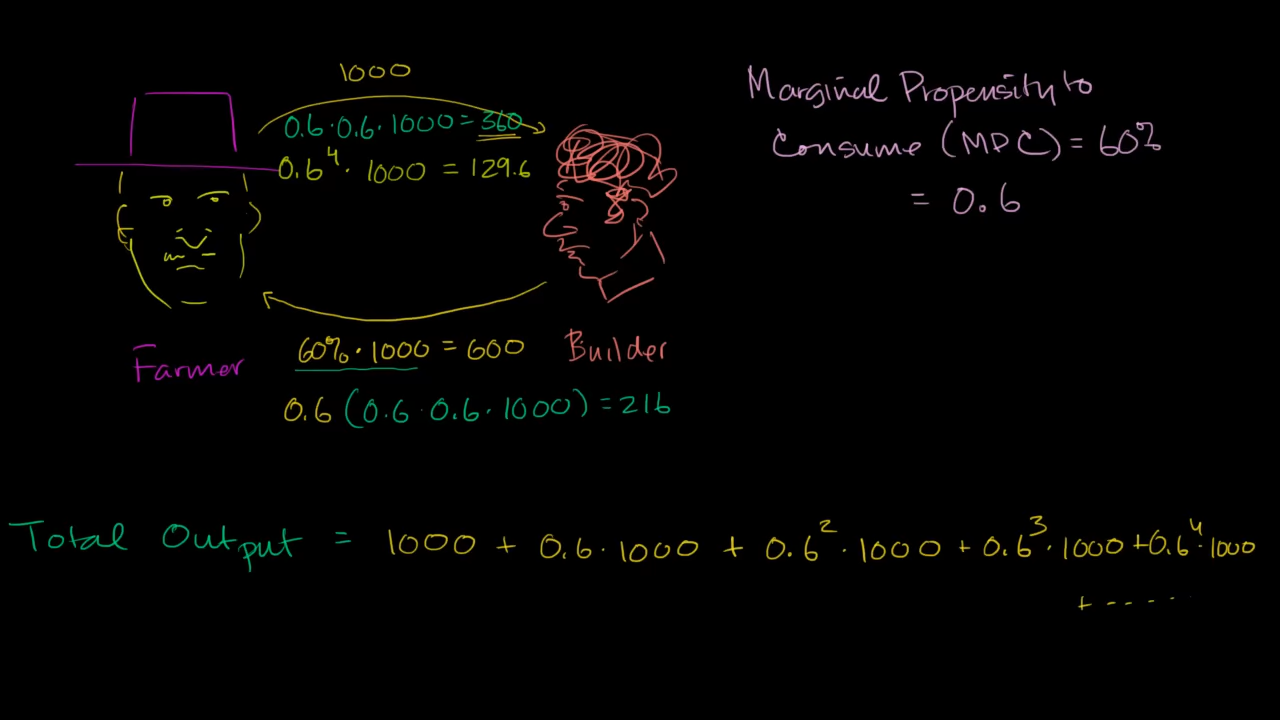 1000
0.6·0.6·1000=360
0.6⁴·1000=129.6
Marginal Propensity to
Consume (MPC)=60%
=0.6
60%·1000=600
Farmer
Builder
0.6(0.6·0.6·1000)=216
Total Output = 1000 + 0.6·1000 + 0.6²·1000 + 0.6³·1000+0.6⁴·1000
+ -----